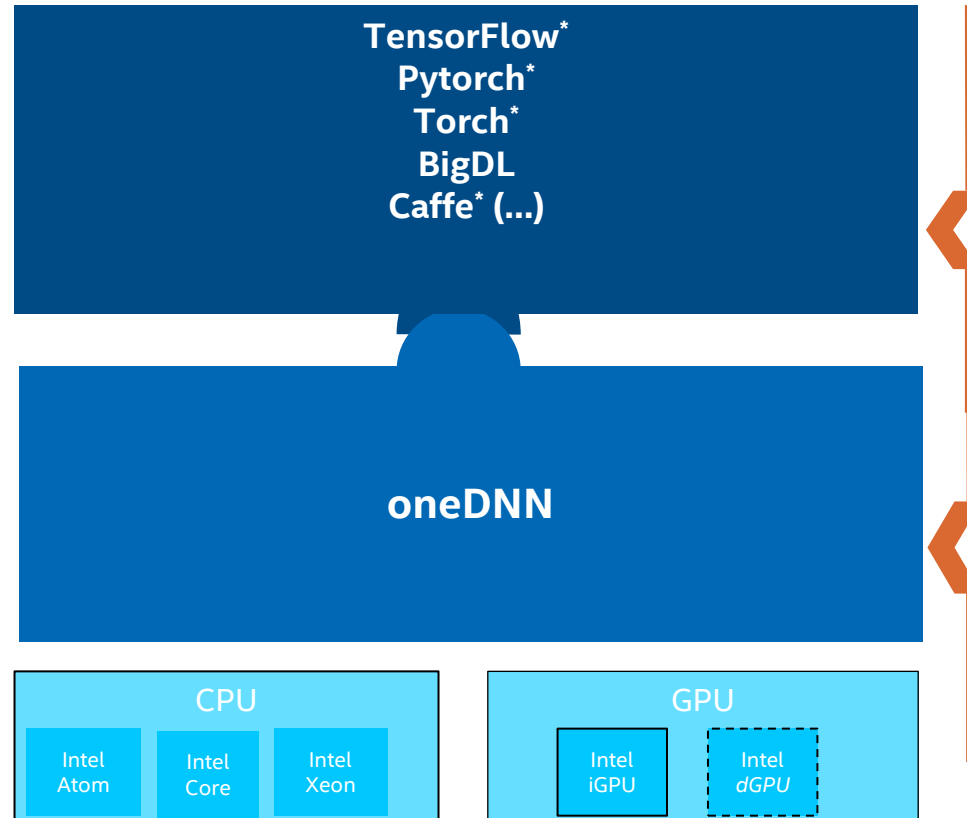 TensorFlow*
Pytorch*
Torch*
BigDL
Caffe* (...)
oneDNN
CPU
Intel
Atom
Intel
Core
Intel
Xeon
GPU
Intel
iGPU
Intel
dGPU